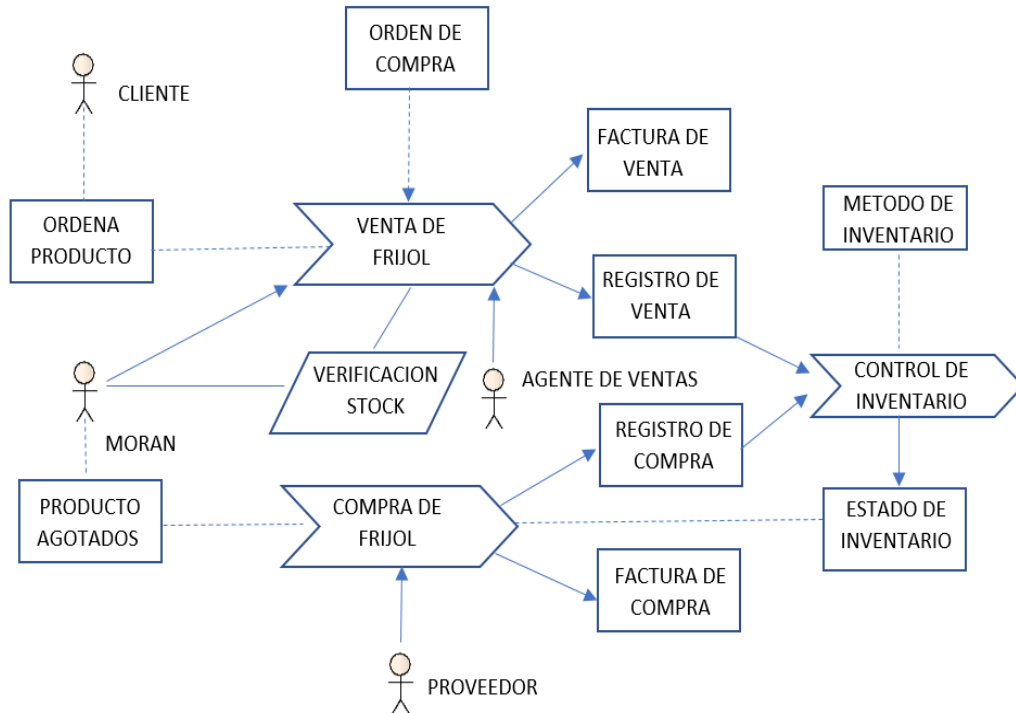 ORDEN DE
COMPRA
CLIENTE
FACTURA DE
VENTA
ORDENA
PRODUCTO
VENTA DE
FRIJOL
METODO DE
INVENTARIO
REGISTRO DE
VENTA
VERIFICACION
STOCK
AGENTE DE VENTAS
CONTROL DE
INVENTARIO
MORAN
REGISTRO DE
COMPRA
PRODUCTO
AGOTADOS
COMPRA DE
FRIJOL
ESTADO DE
INVENTARIO
FACTURA DE
COMPRA
PROVEEDOR